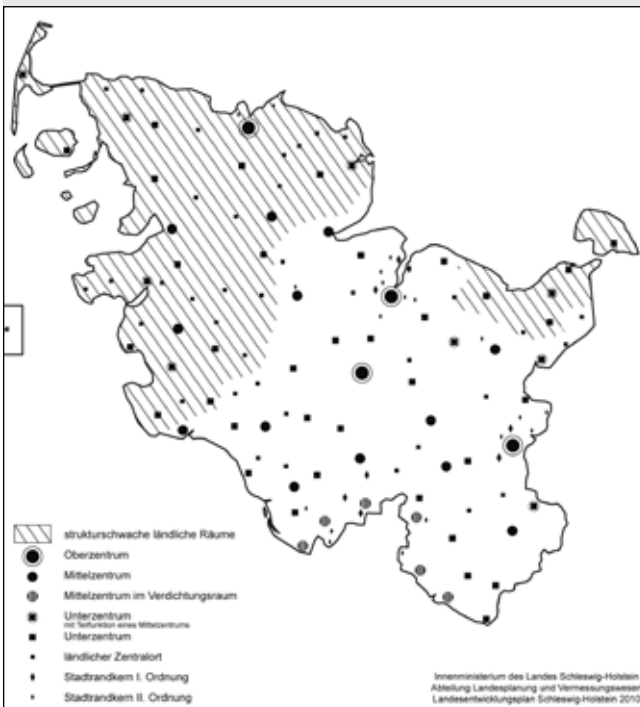 strukturschwache ländliche Räume
Oberzentrum
Mittelzentrum
Mittelzentrum im Verdichtungsraum
Unterzentrum
mit Teilfunktion eines Mittelzentrums
Unterzentrum
ländlicher Zentralort
Stadtrandkern I. Ordnung
Stadtrandkern II. Ordnung
Innenministerium des Landes Schleswig-Holstein
Abteilung Landesplanung und Vermessungswesen
Landesentwicklungsplan Schleswig-Holstein 2010